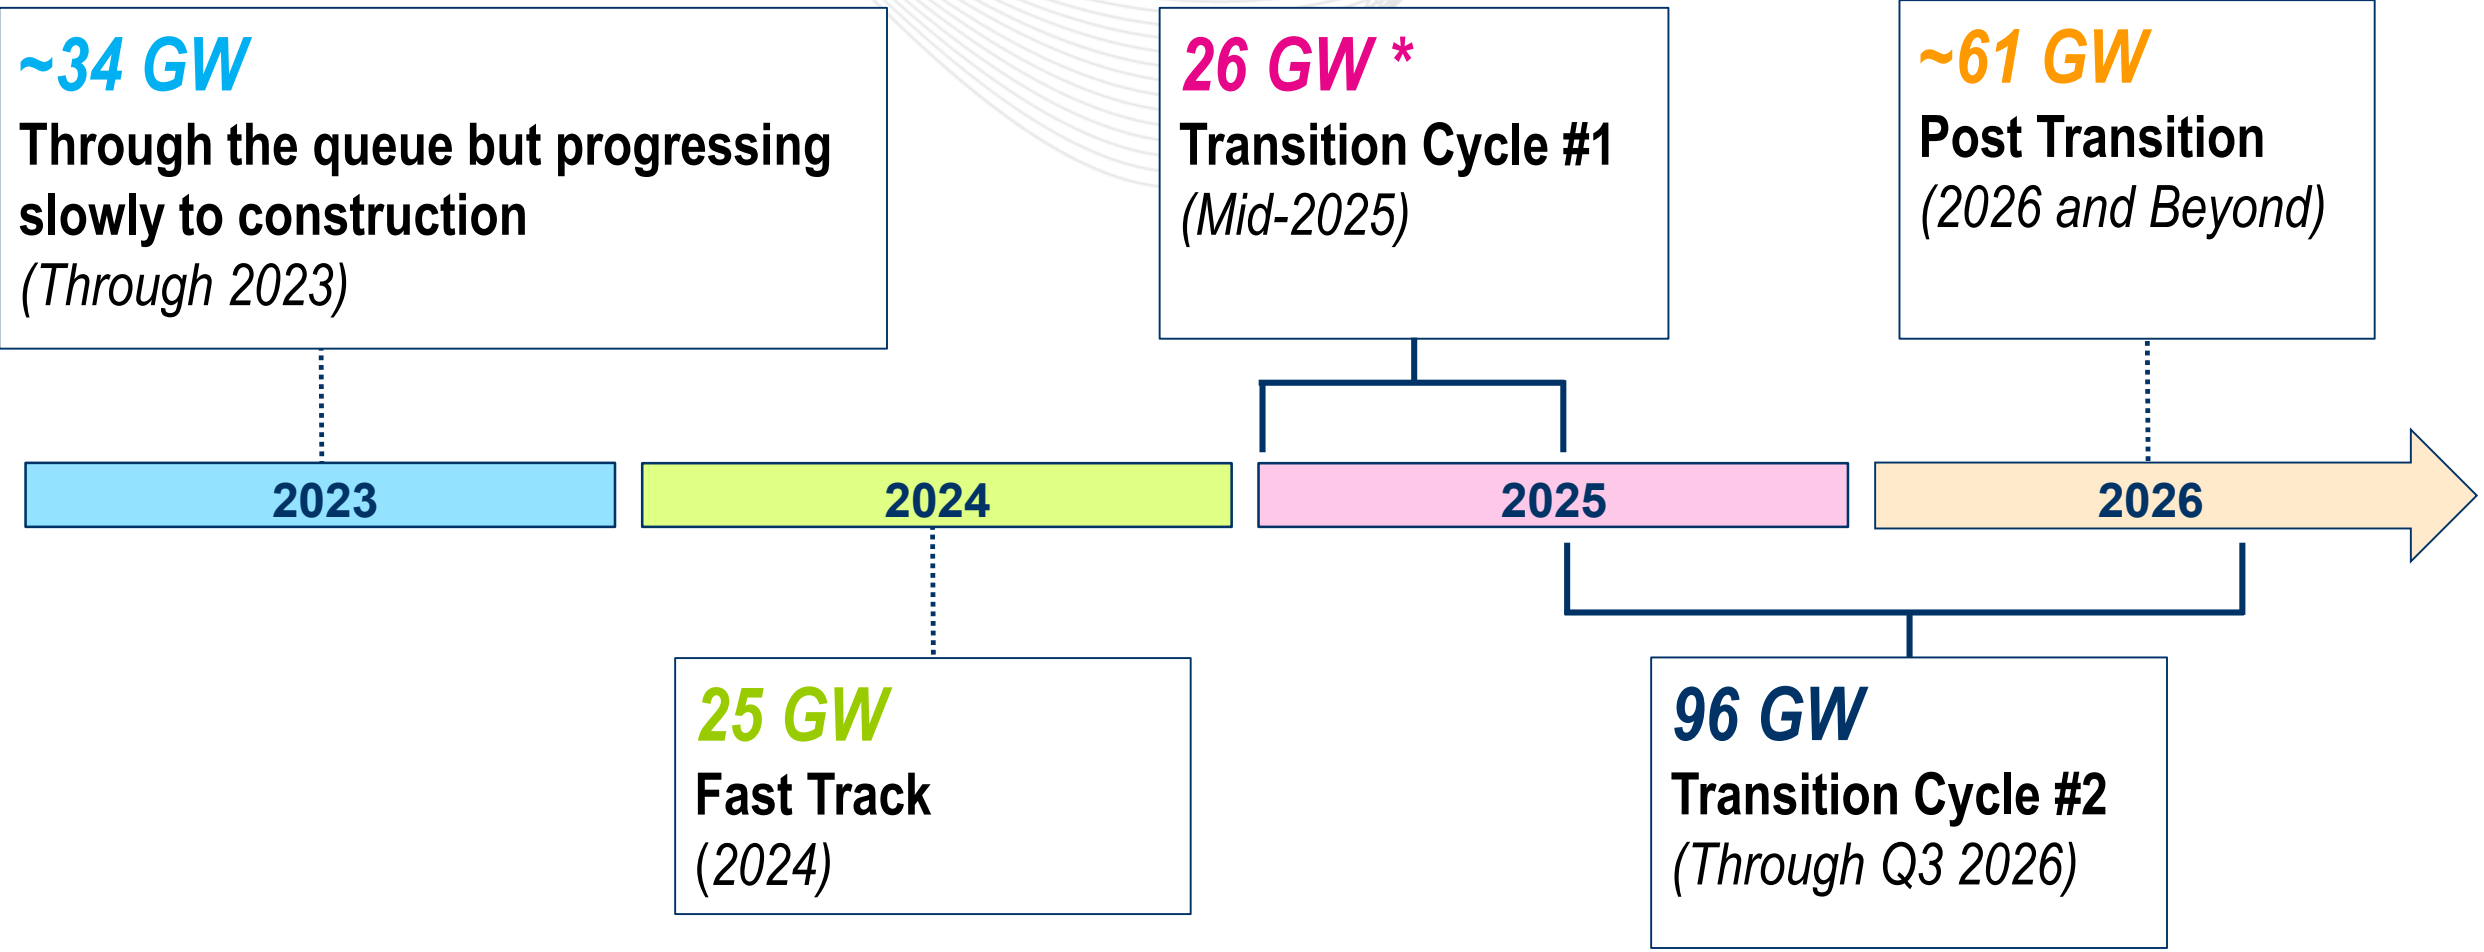 ~34 GW
Through the queue but progressing
slowly to construction
(Through 2023)
26 GW *
Transition Cycle #1
(Mid-2025)
~61 GW
Post Transition
(2026 and Beyond)
2023
2024
2025
2026
25 GW
Fast Track
(2024)
96 GW
Transition Cycle #2
(Through Q3 2026)